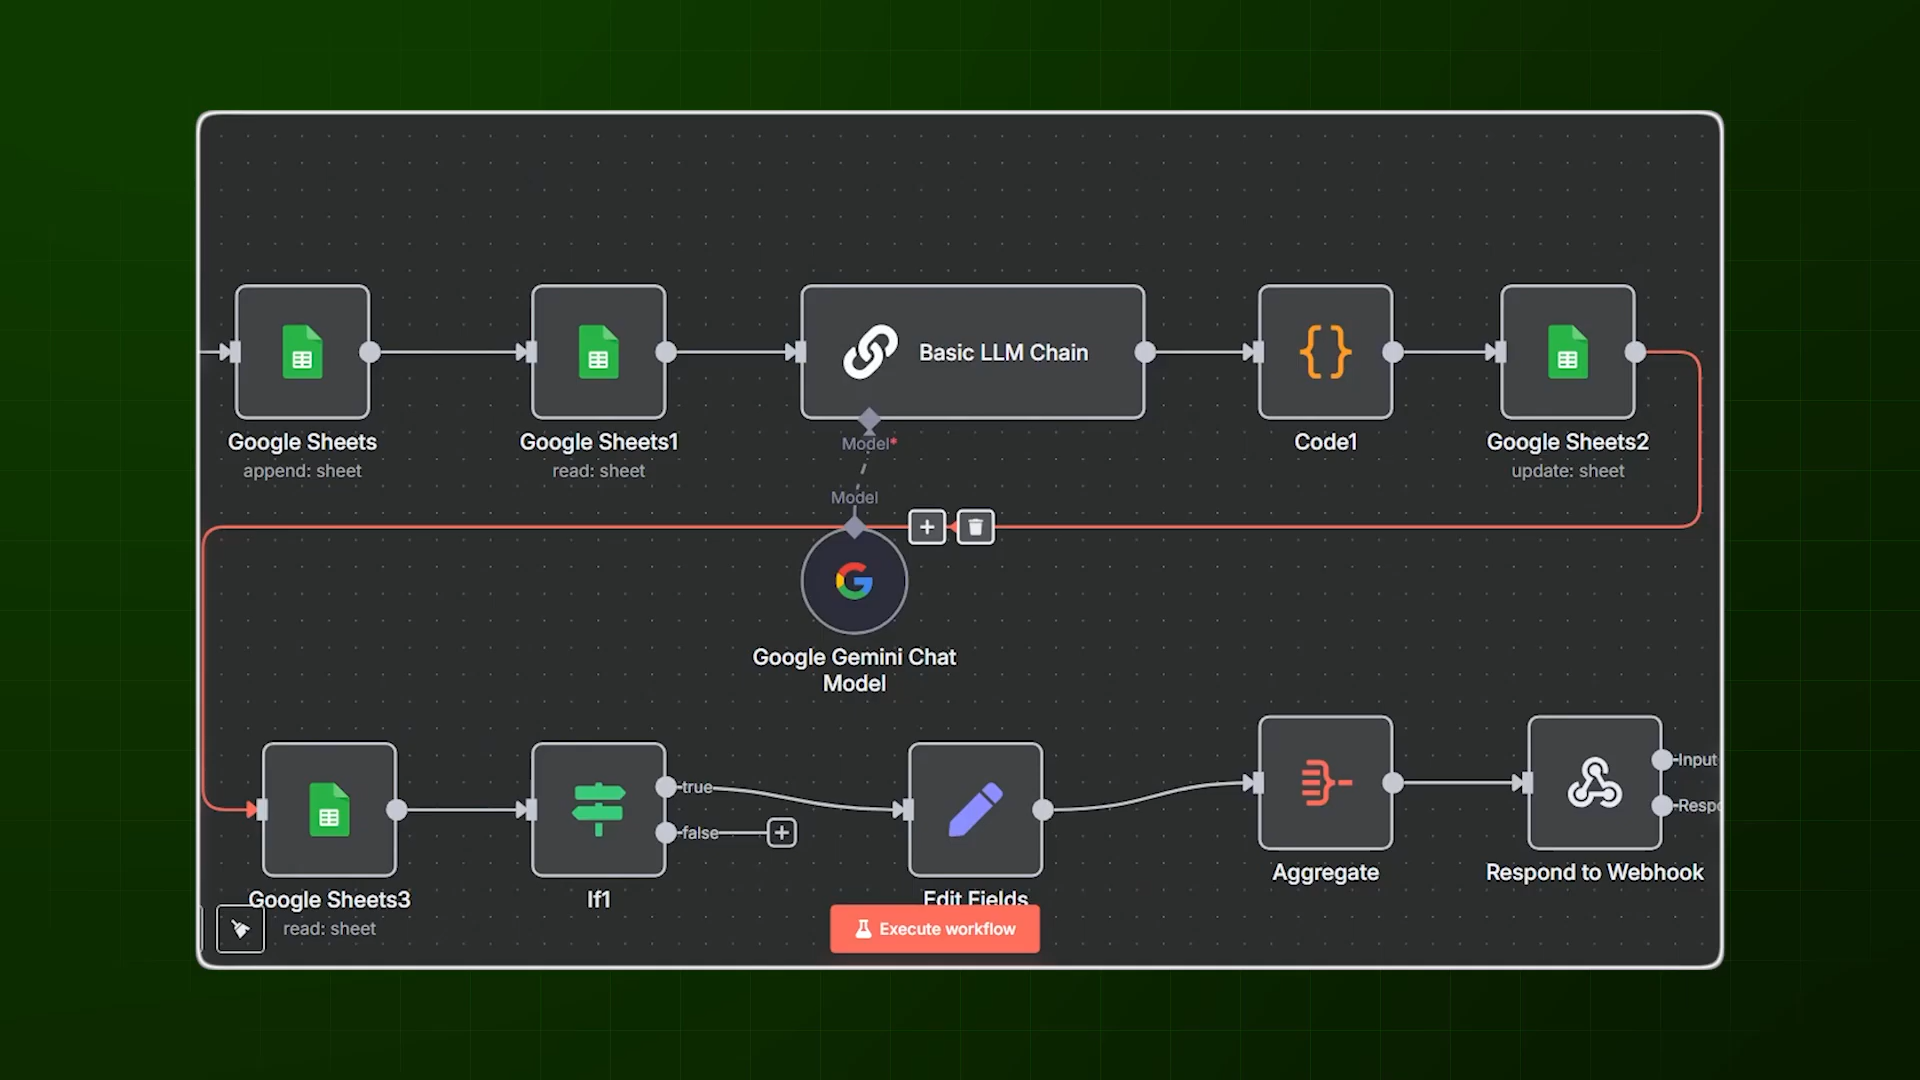 Basic LLM Chain
Google Sheets
append: sheet
Google Sheets1
read: sheet
Model*
Code1
Google Sheets2
update: sheet
Model
Google Gemini Chat
Model
true
false
Input
Google Sheets3
read: sheet
If1
Edit Fields
Aggregate
Respond to Webhook
Execute workflow